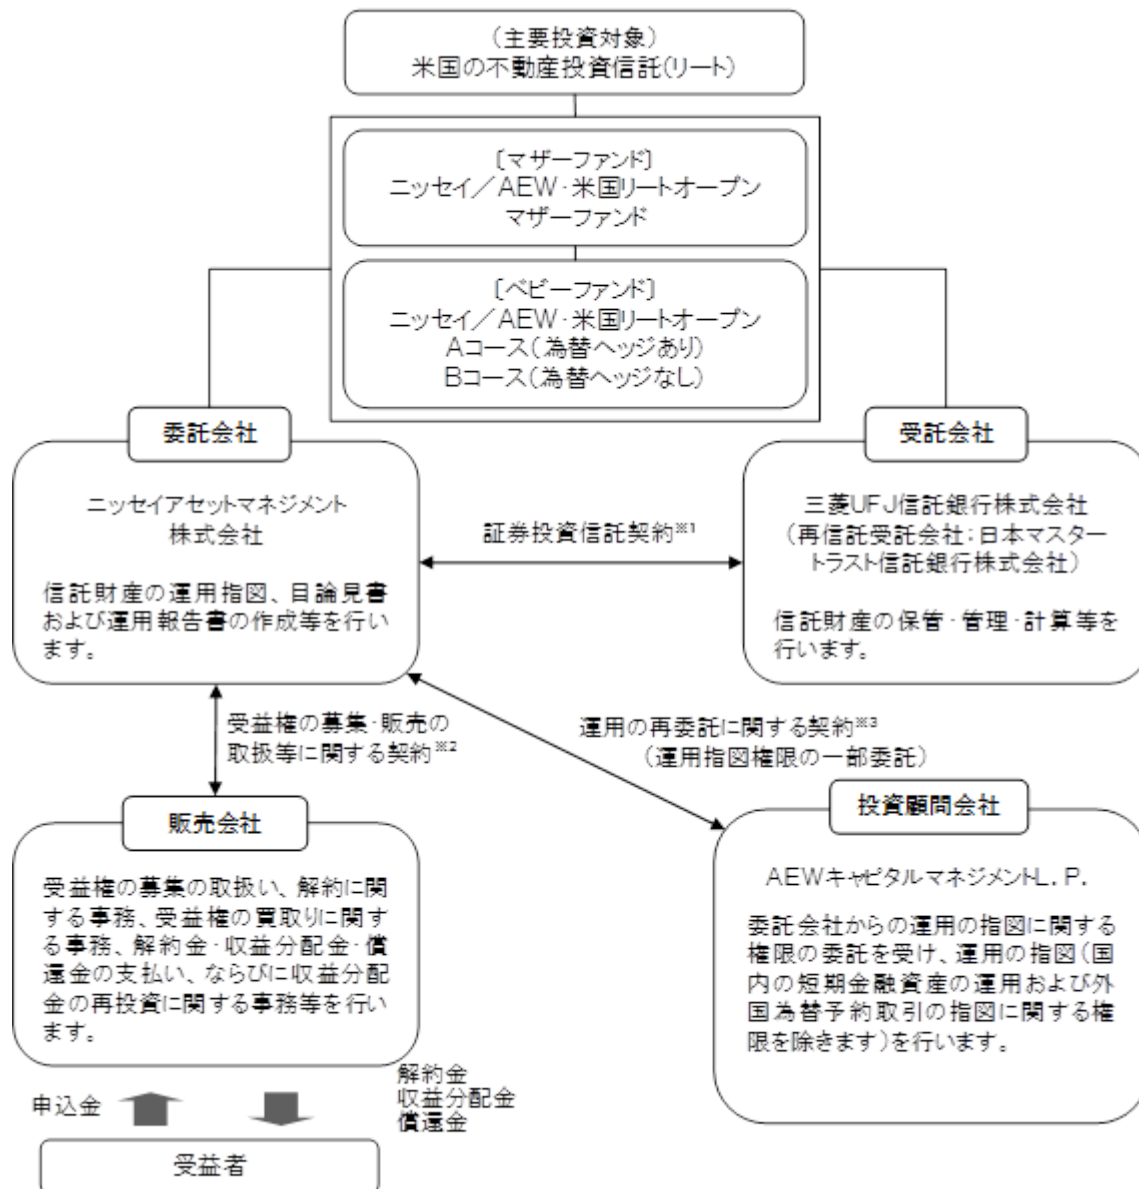 （主要投資対象）
米国の不動産投資信託(リート)
〔マザーファンド〕
ニッセイ／AEW・米国リートオープン
マザーファンド
〔ベビーファンド〕
ニッセイ／AEW・米国リートオープン
Aコース(為替ヘッジあり)
Bコース(為替ヘッジなし)
委託会社
ニッセイアセットマネジメント
株式会社
信託財産の運用指図、目論見書
および運用報告書の作成等を行い
ます。
証券投資信託契約※1
受託会社
三菱UFJ信託銀行株式会社
(再信託受託会社：日本マスター
トラスト信託銀行株式会社)
信託財産の保管・管理・計算等を
行います。
受益権の募集・販売の
取扱等に関する契約※2
運用の再委託に関する契約※3
(運用指図権限の一部委託)
販売会社
受益権の募集の取扱い、解約に関
する事務、受益権の買取りに関す
る事務、解約金・収益分配金・償
還金の支払い、ならびに収益分配
金の再投資に関する事務等を行い
ます。
投資顧問会社
AEWキャピタルマネジメントL．P．
委託会社からの運用の指図に関する
権限の委託を受け、運用の指図(国
内の短期金融資産の運用および外
国為替予約取引の指図に関する権
限を除きます)を行います。
申込金
解約金
収益分配金
償還金
受益者